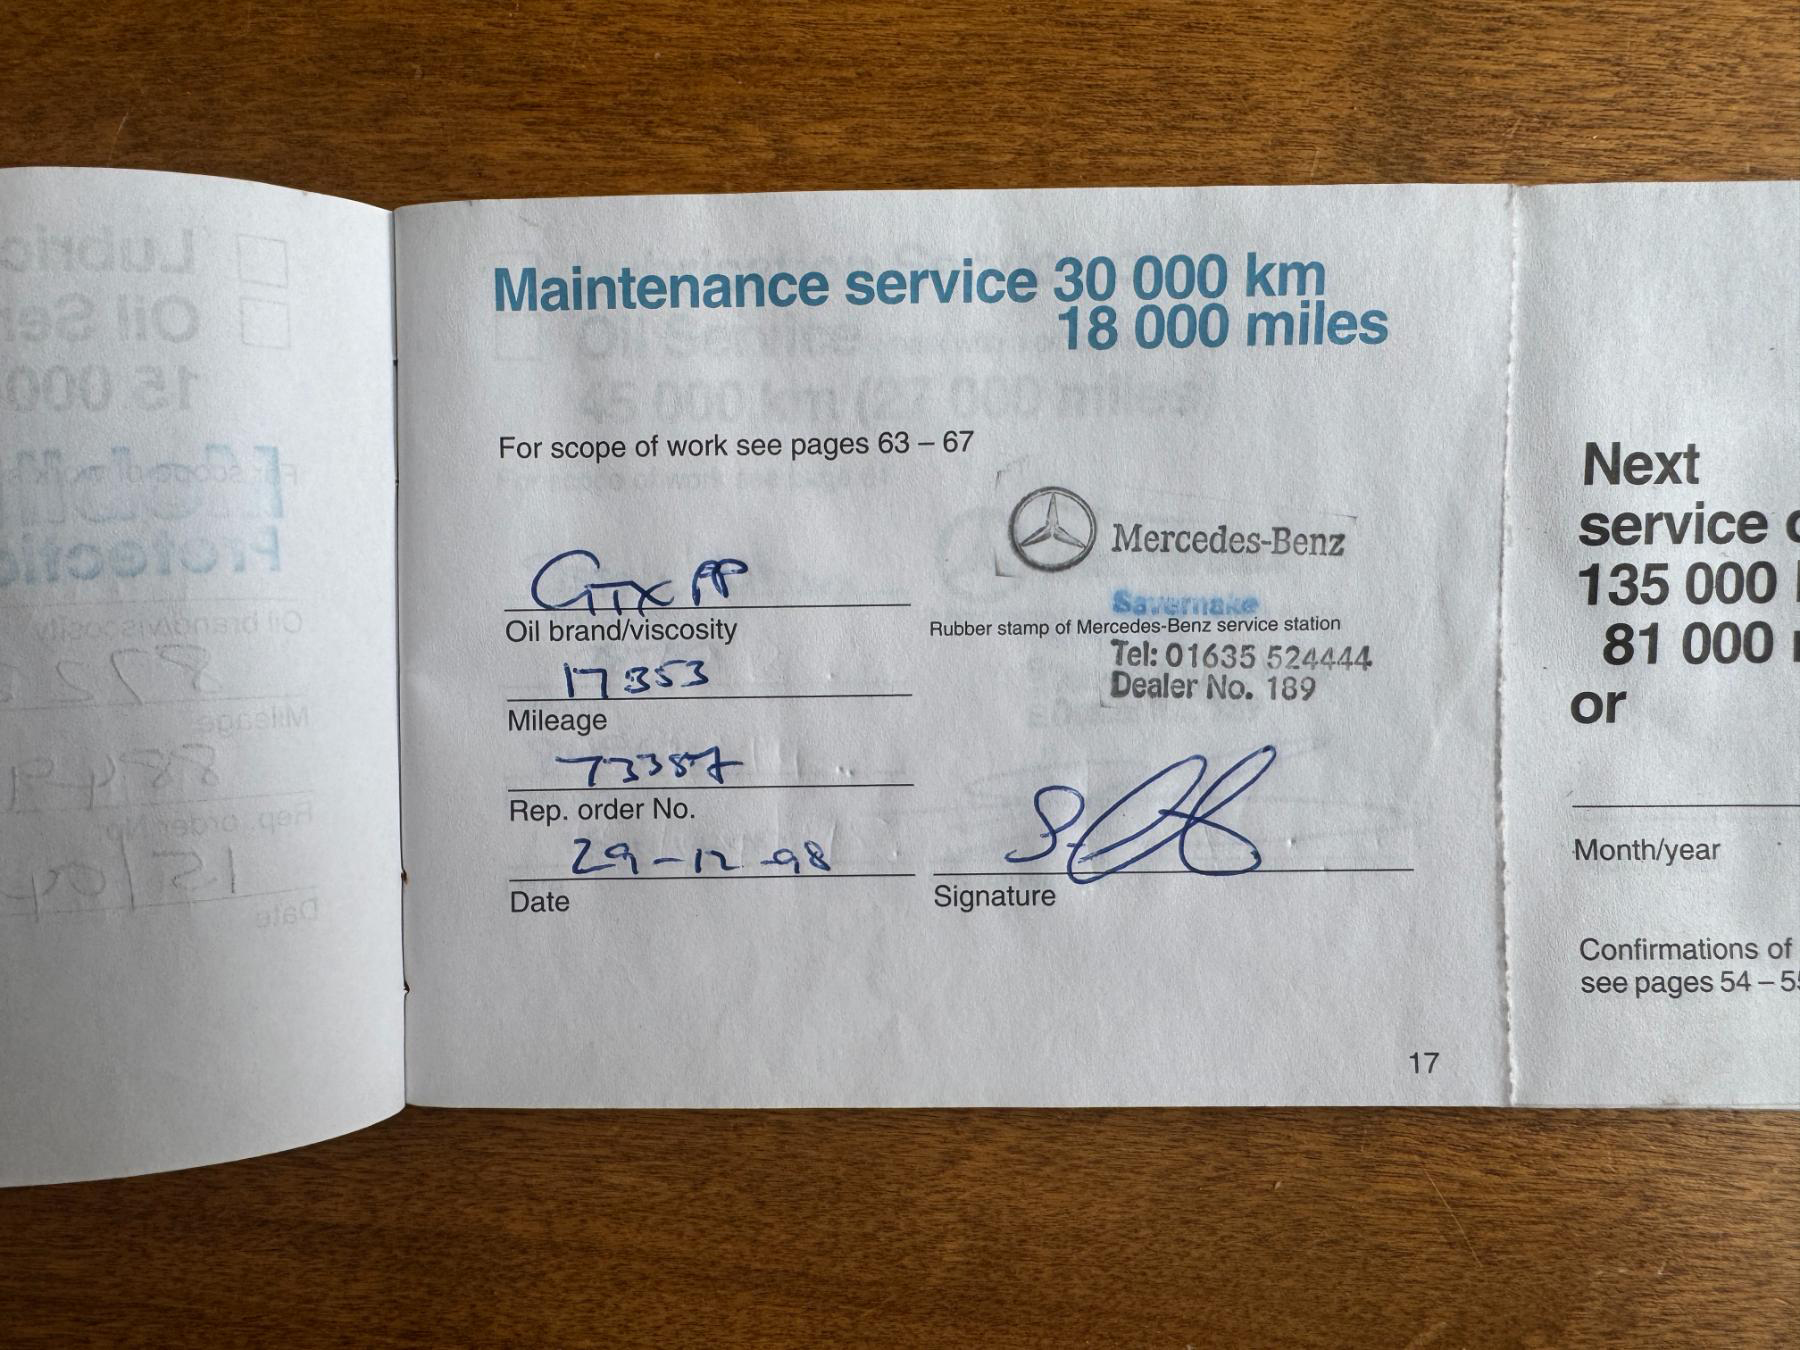 Maintenance service 30 000 km
18 000 miles
For scope of work see pages 63 – 67
Mercedes-Benz
GTX
Oil brand/viscosity
Savernake
Rubber stamp of Mercedes-Benz service station
Tel: 01635 524444
Dealer No. 189
17353
Mileage
73387
Rep. order No.
29-12-98
Date
Signature
17
Next
service
135 000
81 000
or
Month/year
Confirmations of
see pages 54 – 55